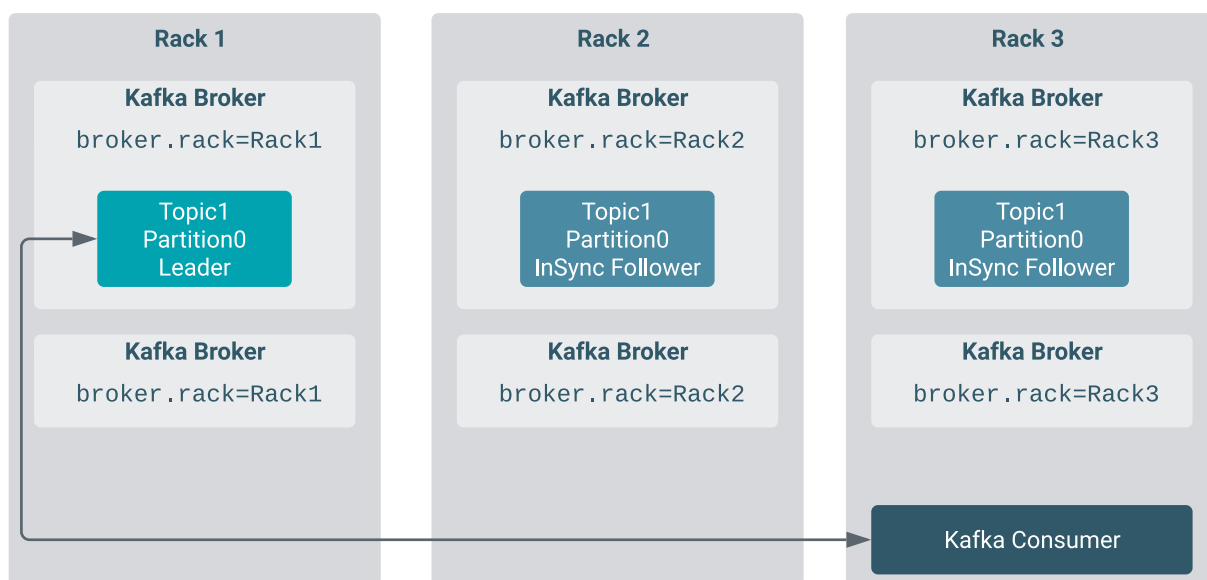 Rack 1
Kafka Broker
broker.rack=Rack1
Topic1
Partition0
Leader
Kafka Broker
broker.rack=Rack1
Rack 2
Kafka Broker
broker.rack=Rack2
Topic1
Partition0
InSync Follower
Kafka Broker
broker.rack=Rack2
Rack 3
Kafka Broker
broker.rack=Rack3
Topic1
Partition0
InSync Follower
Kafka Broker
broker.rack=Rack3
Kafka Consumer